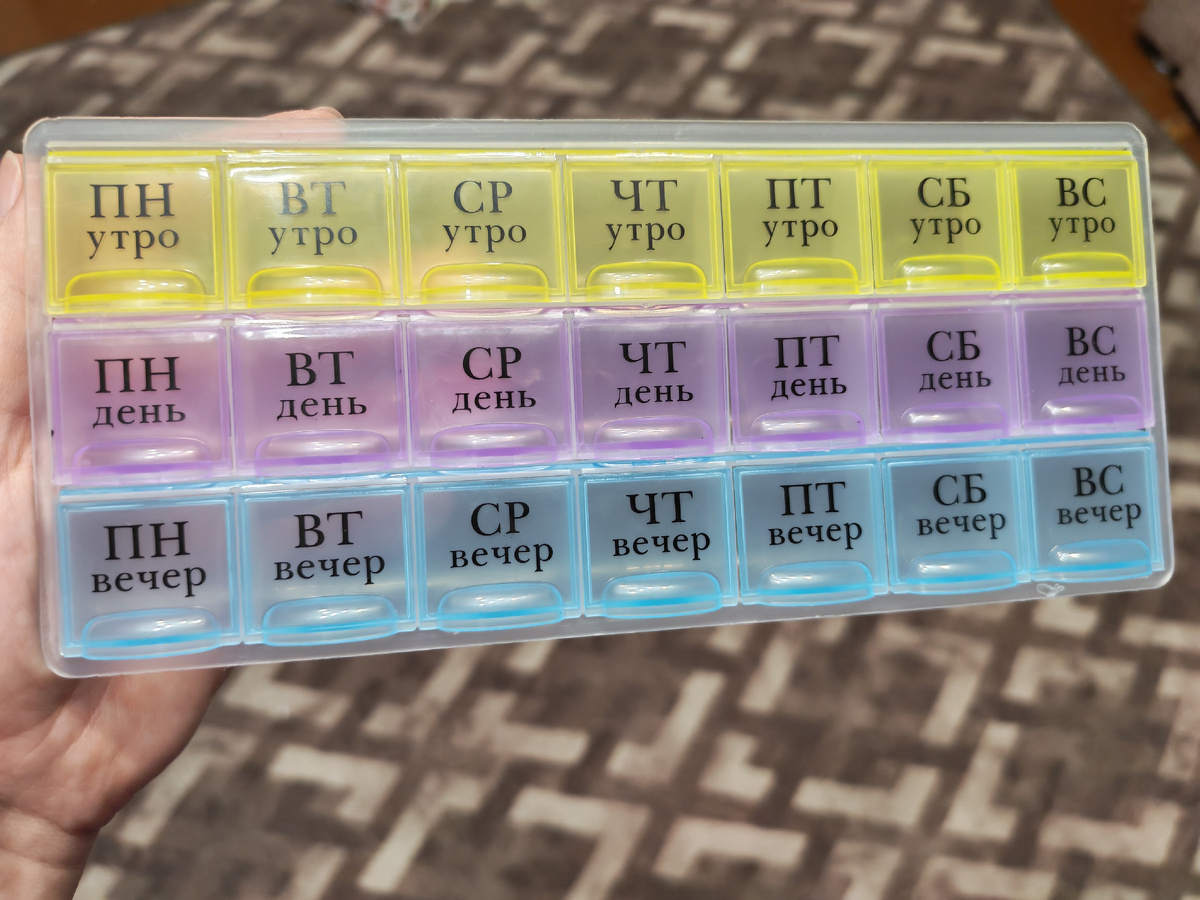 ПН
утро
ВТ
утро
СР
утро
ЧТ
утро
ПТ
утро
СБ
утро
ВС
утро
ПН
день
ВТ
день
СР
день
ЧТ
день
ПТ
день
СБ
день
ВС
день
ПН
вечер
ВТ
вечер
СР
вечер
ЧТ
вечер
ПТ
вечер
СБ
вечер
ВС
вечер